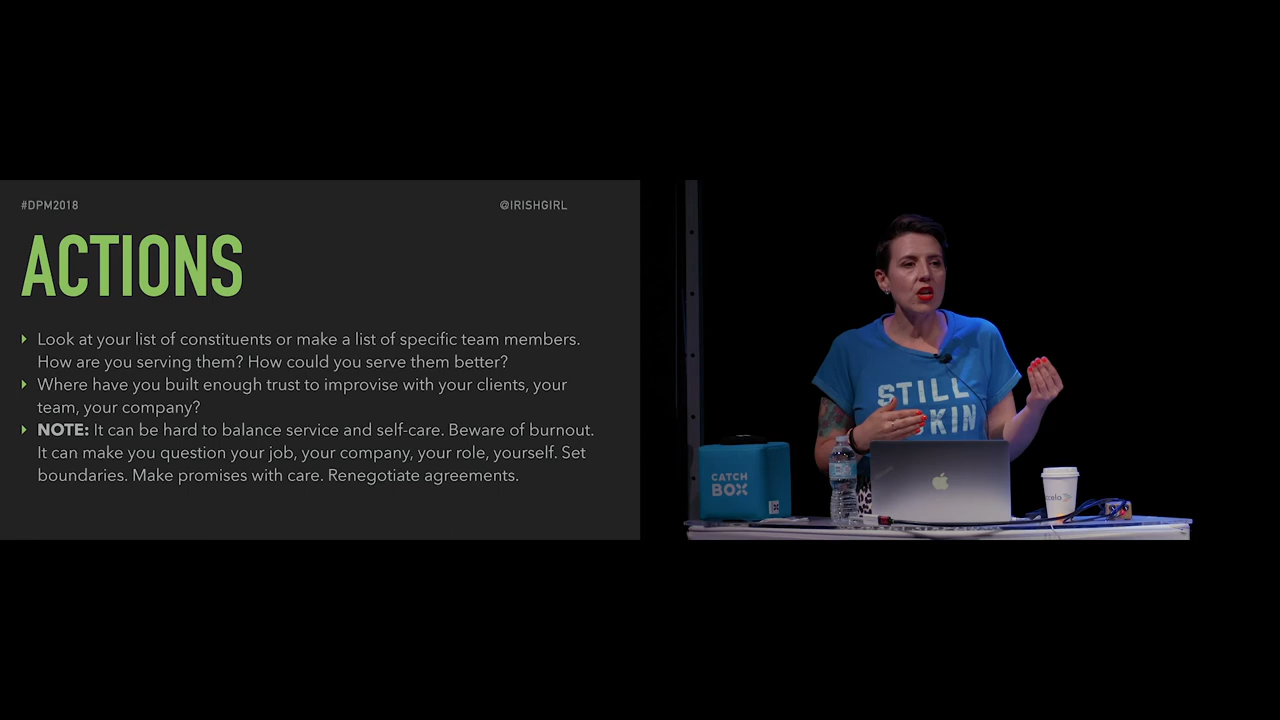 #DPM2018
@IRISHGIRL
ACTIONS
Look at your list of constituents or make a list of specific team members.
How are you serving them? How could you serve them better?
Where have you built enough trust to improvise with your clients, your
team, your company?
NOTE: It can be hard to balance service and self-care. Beware of burnout.
It can make you question your job, your company, your role, yourself. Set
boundaries. Make promises with care. Renegotiate agreements.
STILL
CATCH
BOX